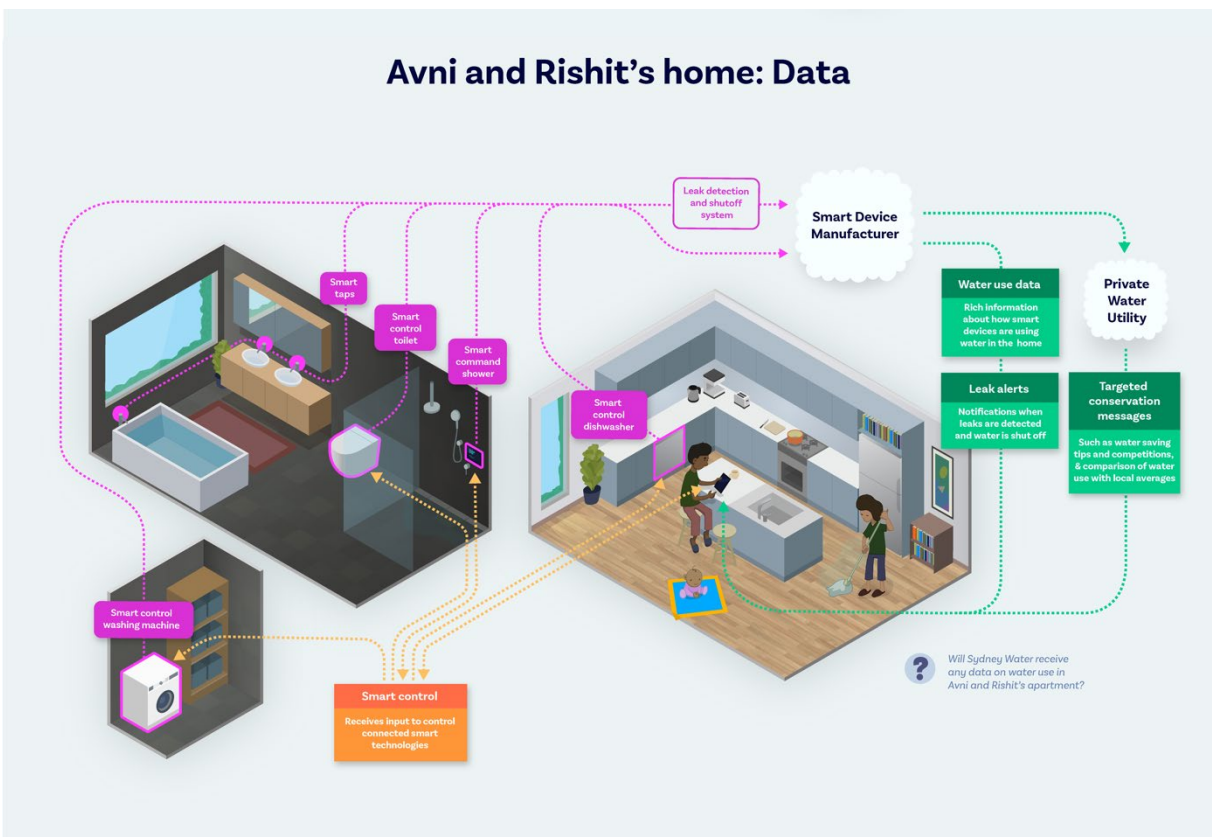 Avni and Rishit's home: Data
Leak detection
and shutoff
system
Smart Device
Manufacturer
Smart
taps
Smart
control
toilet
Smart
command
shower
Smart
control
dishwasher
Water use data
Rich information
about how smart
devices are using
water in the home
Private
Water
Utility
Leak alerts
Notifications when
leaks are detected
and water is shut off
Targeted
conservation
messages
Such as water saving
tips and competitions,
& comparison of water
use with local averages
Smart control
washing machine
Smart control
Receives input to control
connected smart
technologies
?
Will Sydney Water receive
any data on water use in
Avni and Rishit's apartment?